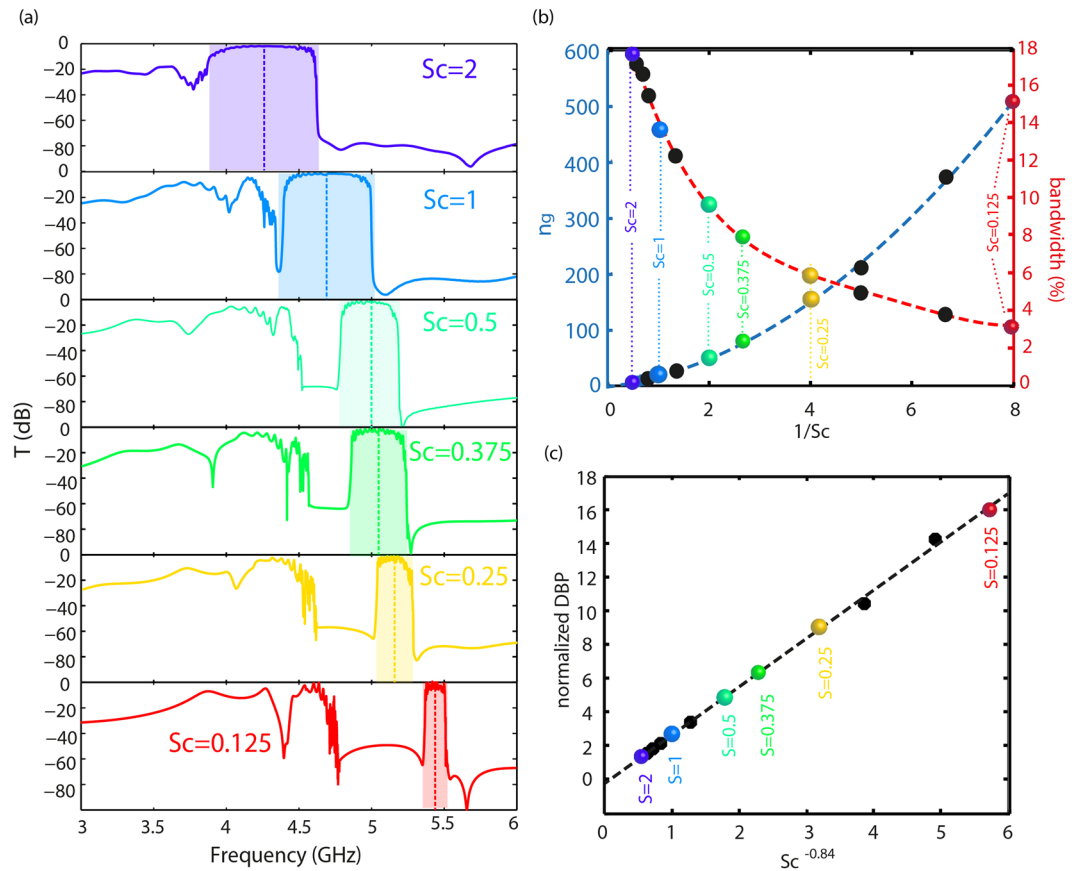 (a)
T (dB)
0
−20
−40
−60
−80
0
−20
−40
−60
−80
0
−20
−40
−60
−80
0
−20
−40
−60
−80
0
−20
−40
−60
−80
0
−20
−40
−60
−80
Sc=2
Sc=1
Sc=0.5
Sc=0.375
Sc=0.25
Sc=0.125
3 3.5 4 4.5 5 5.5 6
Frequency (GHz)
(b)
ng
600
500
400
300
200
100
0
Sc=2
Sc=1
Sc=0.5
Sc=0.375
Sc=0.25
Sc=0.125
18
16
14
12
10
8
6
4
2
0
bandwidth (%)
0 2 4 6 8
1/Sc
(c)
normalized DBP
18
16
14
12
10
8
6
4
2
0
S=2
S=1
S=0.5
S=0.375
S=0.25
S=0.125
0 1 2 3 4 5 6
Sc -0.84